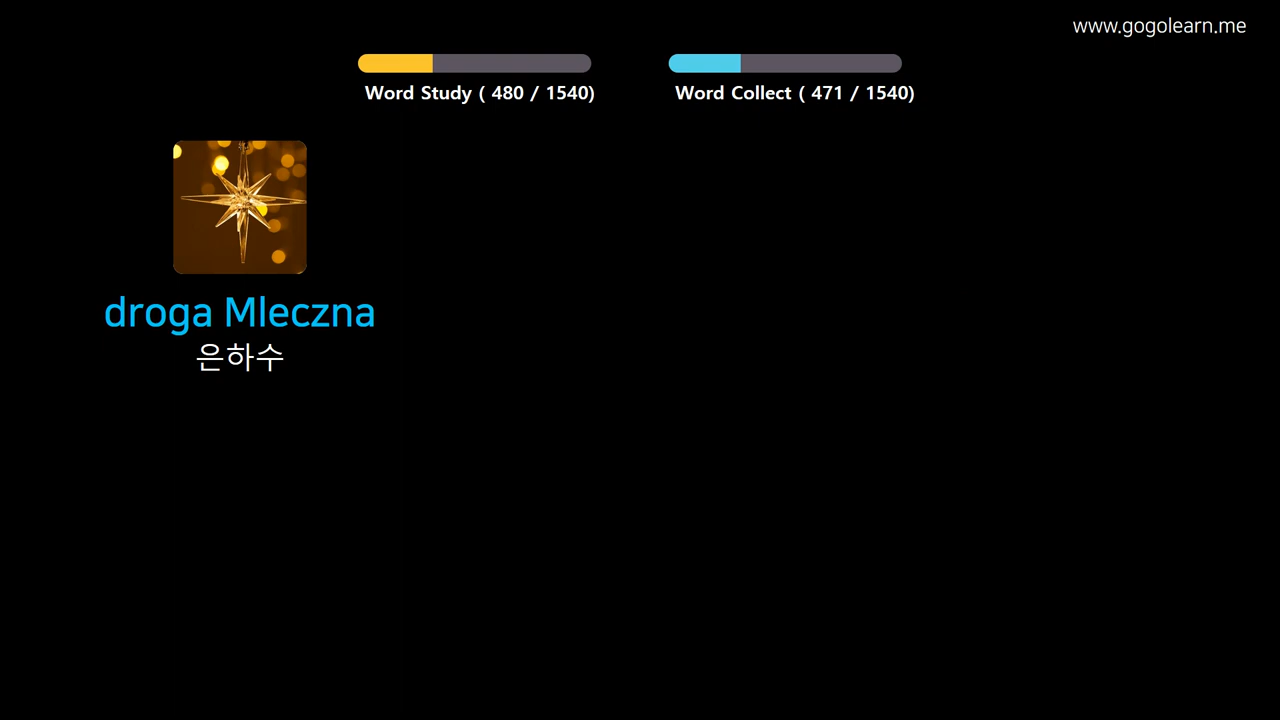 www.gogolearn.me
Word Study ( 480 / 1540)
Word Collect ( 471 / 1540)
droga Mleczna
은하수